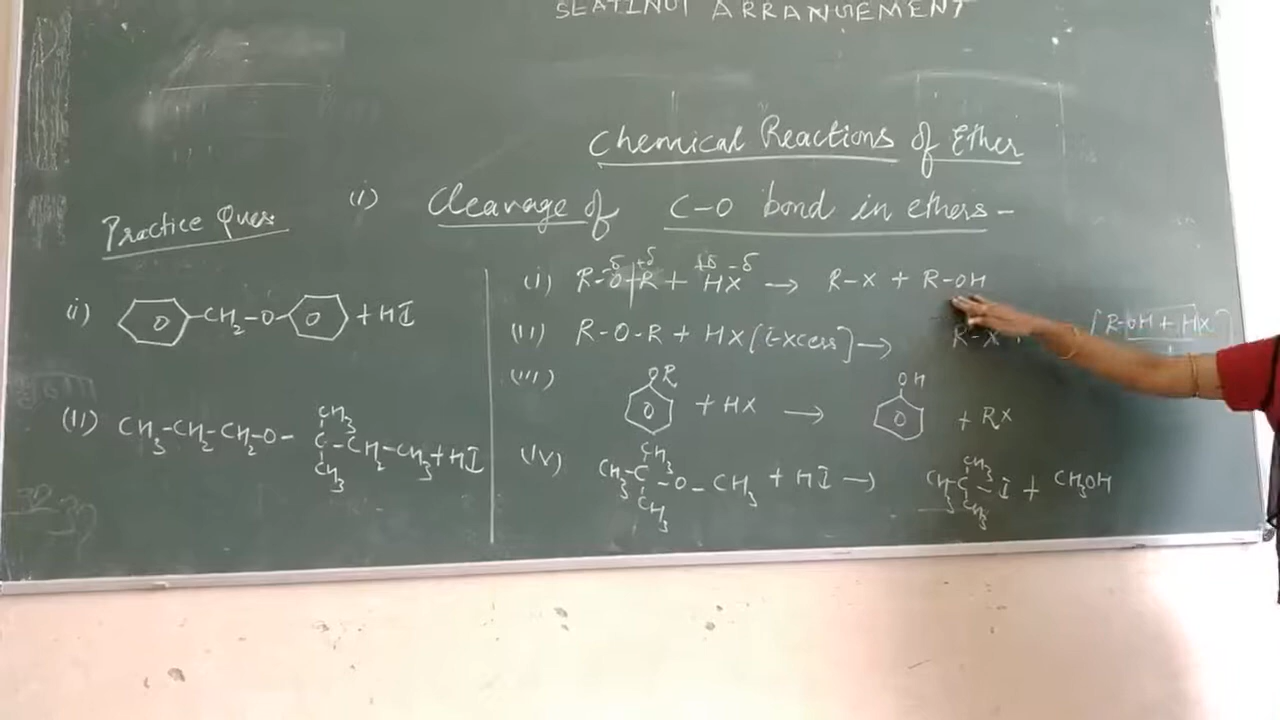 SEATING ARRANGEMENT
Chemical Reactions of Ether
(i) Cleavage of C-O bond in ethers -
Practice Ques.
(i) ⌬-CH₂-O-⌬ + HI
(II) CH₃-CH₂-CH₂-O-C(CH₃)(CH₃)-CH₂-CH₃ + HI
(i) R-O-R + HX → R-X + R-OH
-δ +δ +δ -δ
(II) R-O-R + HX [Excess] → R-X + [R-OH + HX]
(III) OR ⌬ + HX → OH ⌬ + RX
(IV) CH₃-C(CH₃)(CH₃)-O-CH₃ + HI → CH₃-C(CH₃)(CH₃)-I + CH₃OH